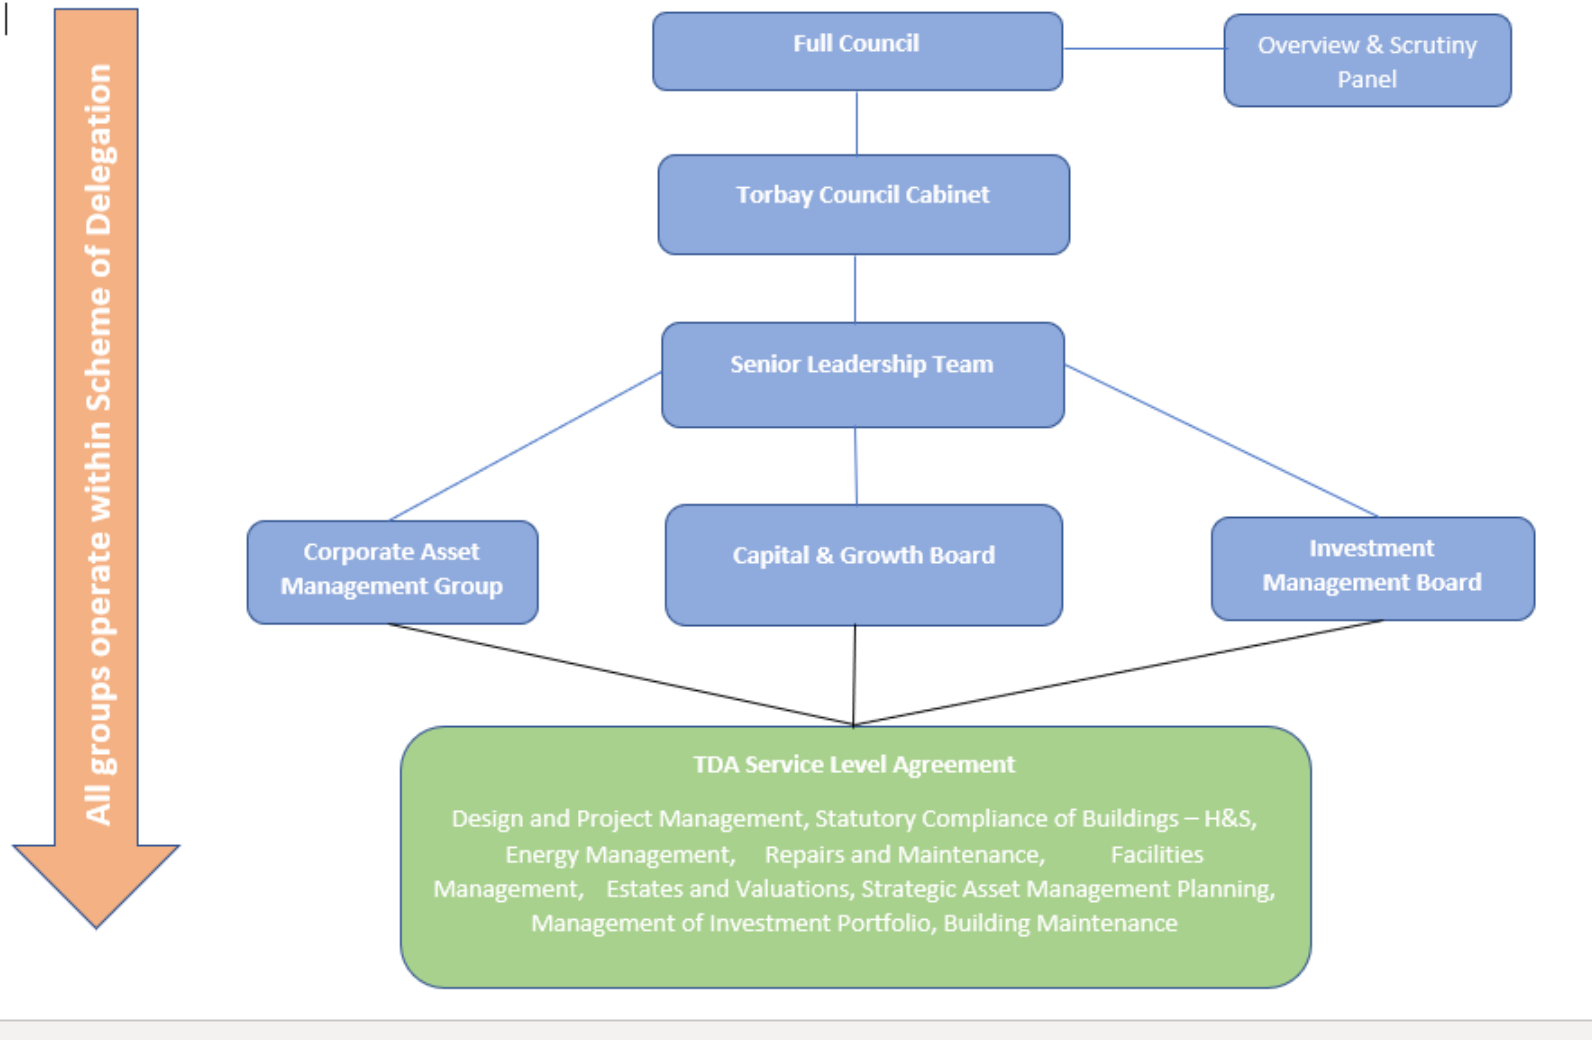 All groups operate within Scheme of Delegation
Full Council
Overview & Scrutiny
Panel
Torbay Council Cabinet
Senior Leadership Team
Corporate Asset
Management Group
Capital & Growth Board
Investment
Management Board
TDA Service Level Agreement
Design and Project Management, Statutory Compliance of Buildings – H&S,
Energy Management, Repairs and Maintenance, Facilities
Management, Estates and Valuations, Strategic Asset Management Planning,
Management of Investment Portfolio, Building Maintenance